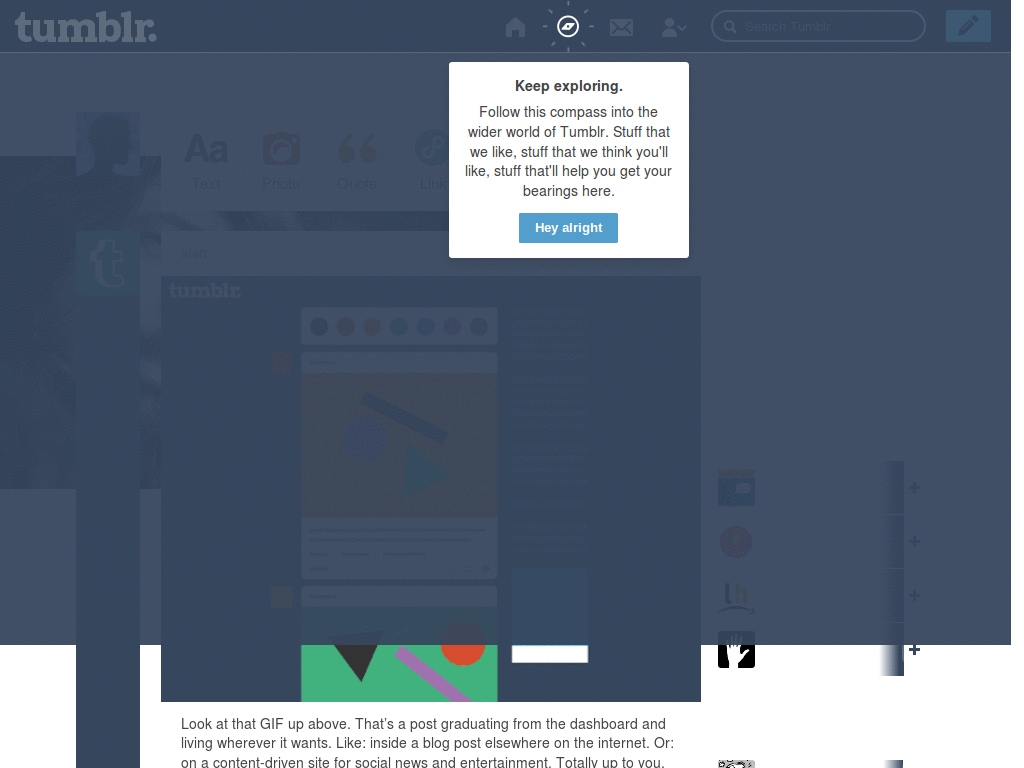 tumblr.
Search Tumblr
Keep exploring.
Follow this compass into the
wider world of Tumblr. Stuff that
we like, stuff that we think you'll
like, stuff that'll help you get your
bearings here.
Hey alright
Aa
Text
Photo
Quote
Link
staff
tumblr.
Look at that GIF up above. That's a post graduating from the dashboard and
living wherever it wants. Like: inside a blog post elsewhere on the internet. Or:
on a content-driven site for social news and entertainment. Totally up to you.